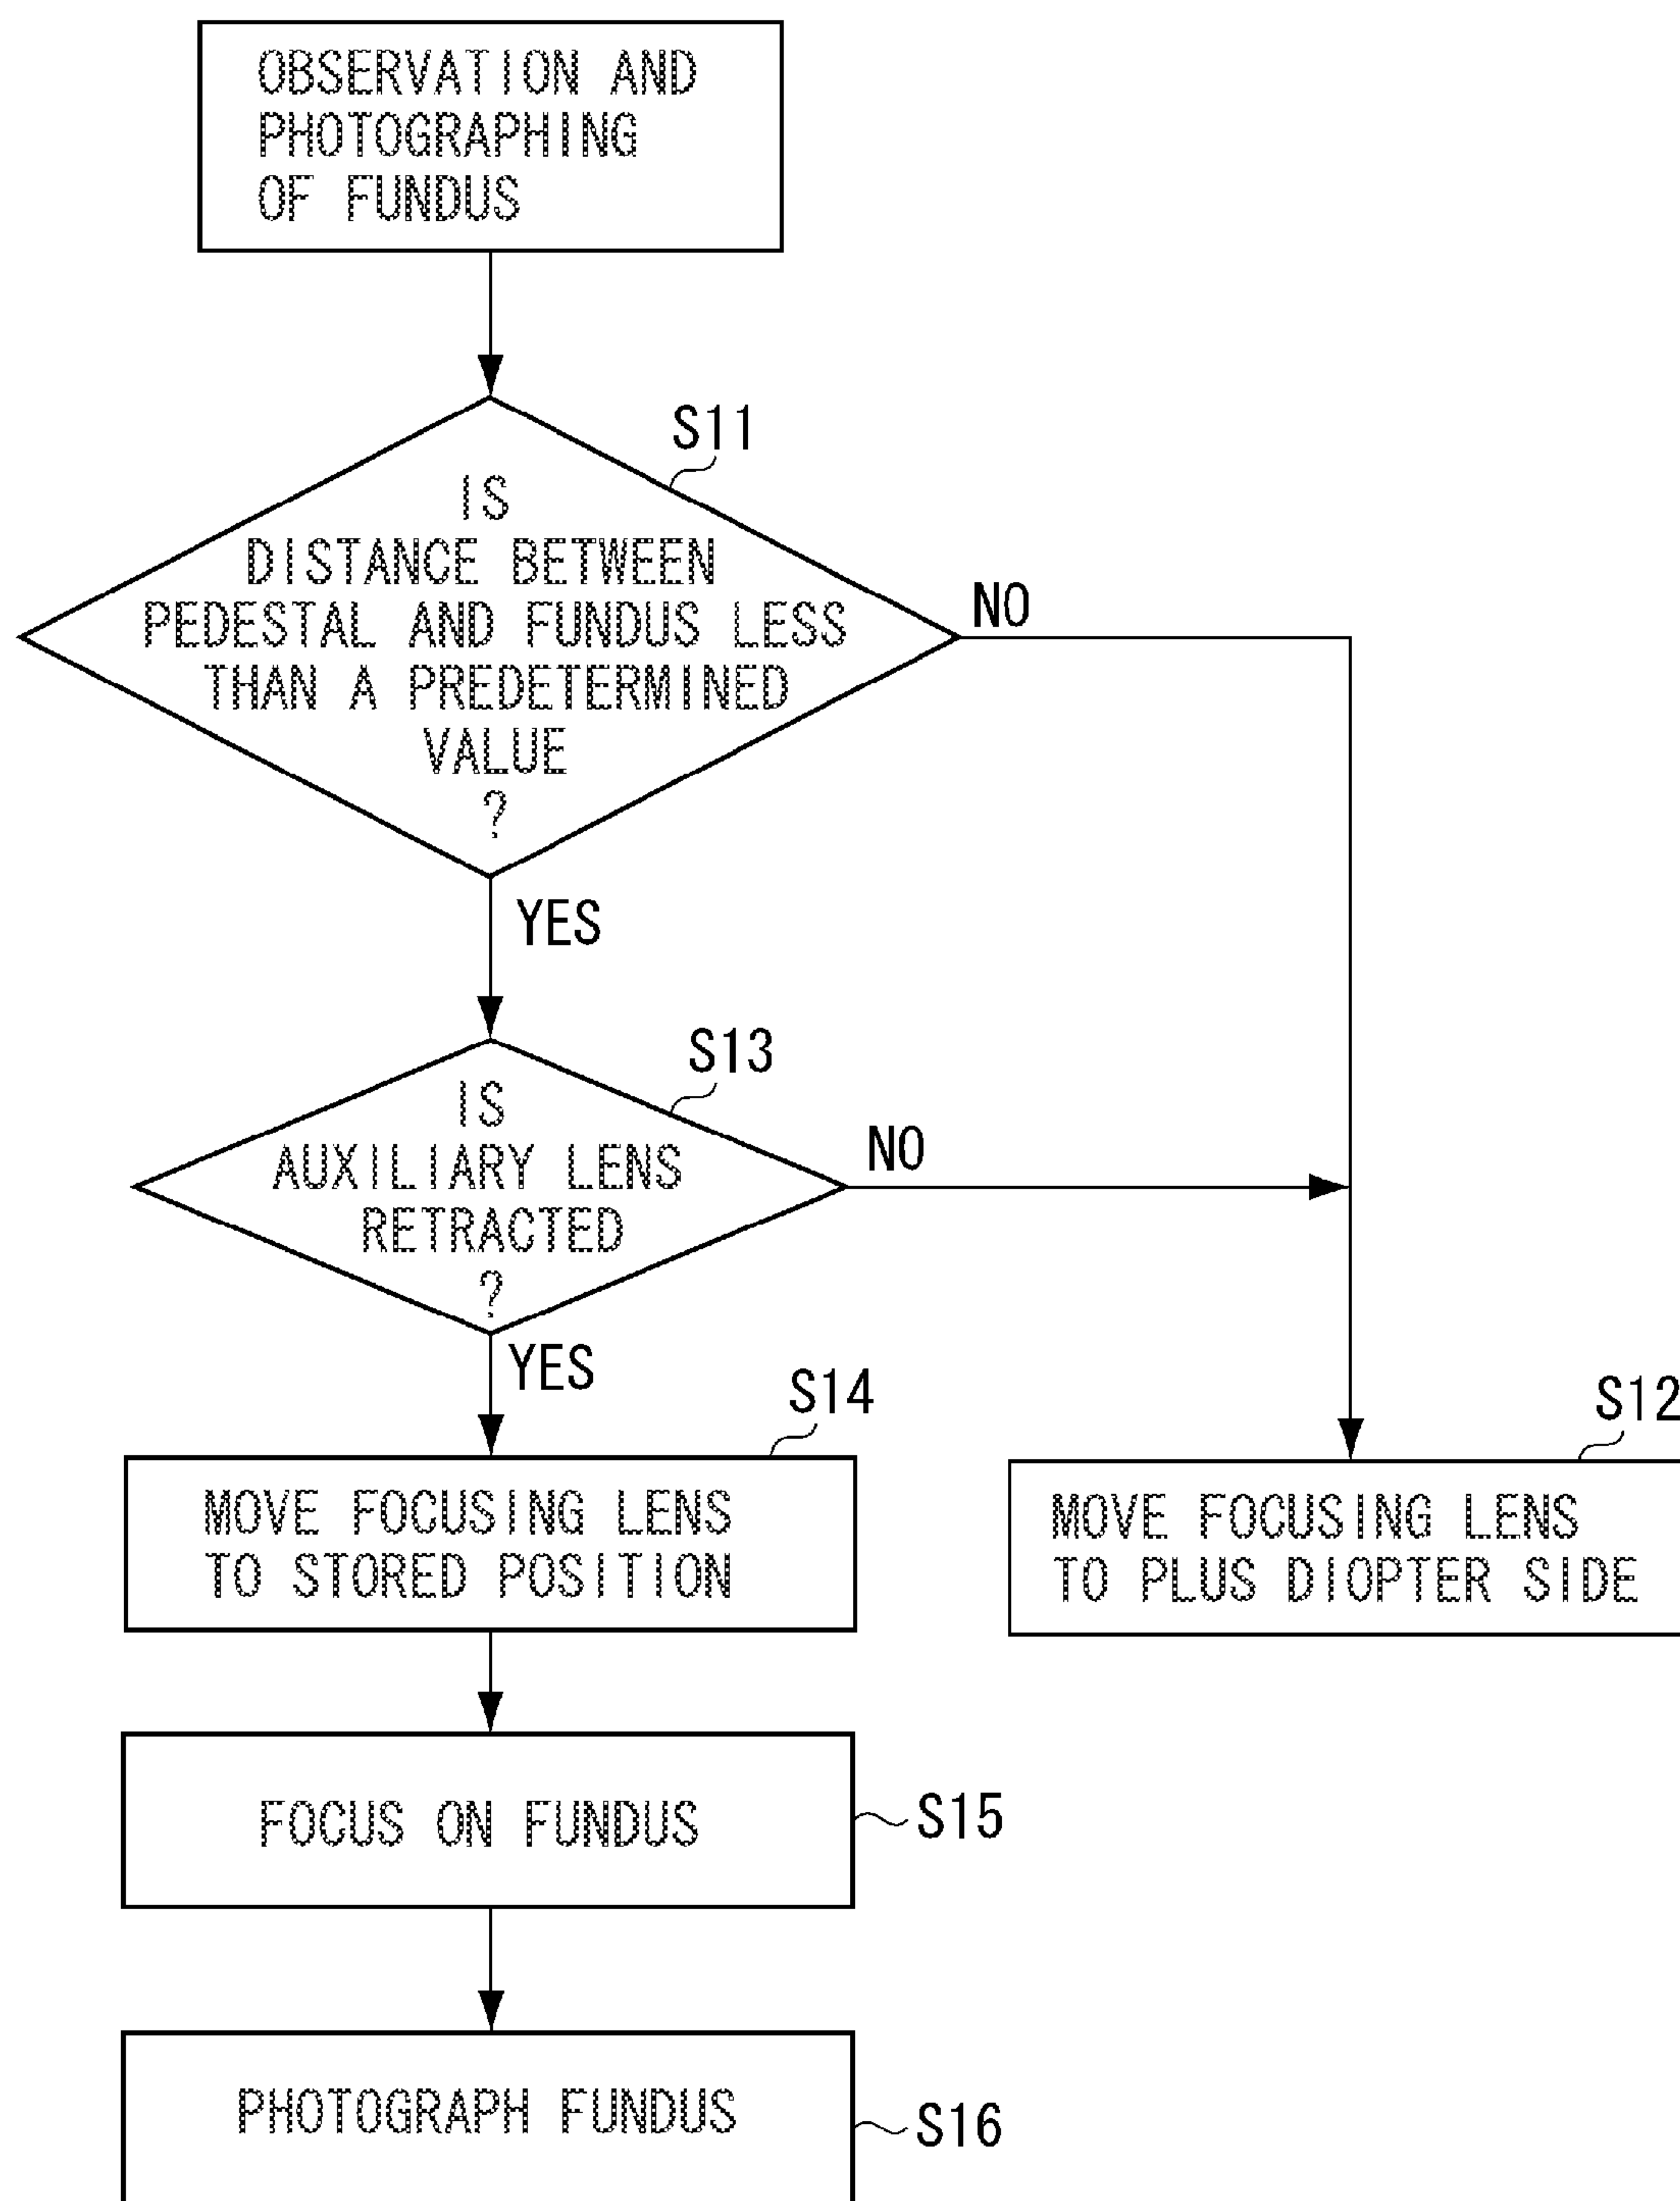 OBSERVATION AND
PHOTOGRAPHING
OF FUNDUS
S11
IS
DISTANCE BETWEEN
PEDESTAL AND FUNDUS LESS
THAN A PREDETERMINED
VALUE
?
NO
YES
S13
IS
AUXILIARY LENS
RETRACTED
?
NO
YES
S14
MOVE FOCUSING LENS
TO STORED POSITION
S12
MOVE FOCUSING LENS
TO PLUS DIOPTER SIDE
FOCUS ON FUNDUS
S15
PHOTOGRAPH FUNDUS
S16